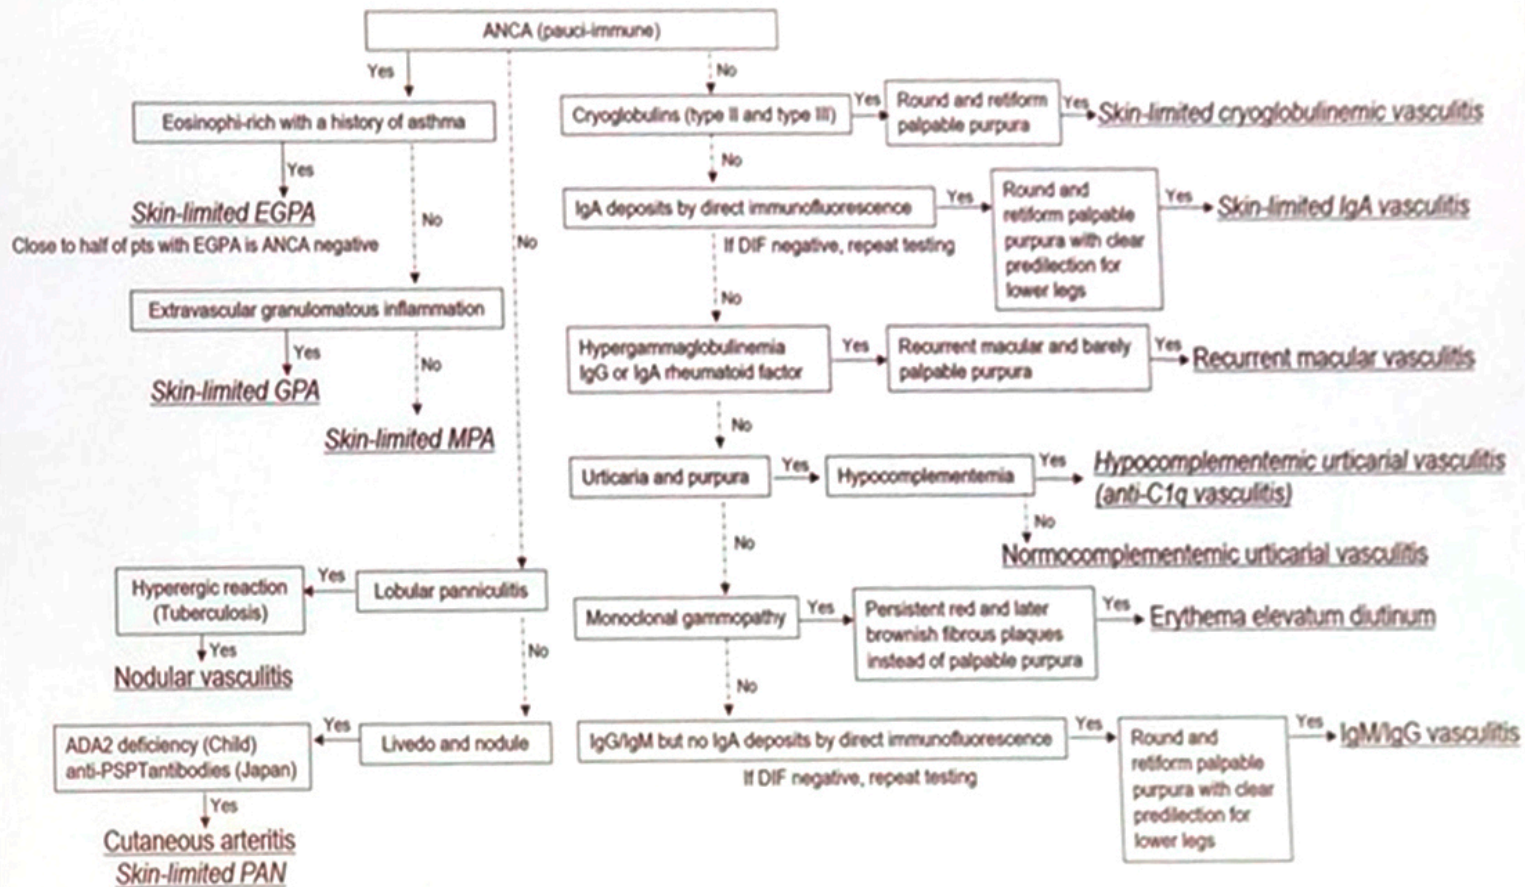 ANCA (pauci-immune)
Yes
No
No
Eosinophi-rich with a history of asthma
Yes
No
Skin-limited EGPA
Close to half of pts with EGPA is ANCA negative
Extravascular granulomatous inflammation
Yes
No
Skin-limited GPA
Skin-limited MPA
Lobular panniculitis
Yes
Hyperergic reaction
(Tuberculosis)
Yes
Nodular vasculitis
No
Livedo and nodule
Yes
ADA2 deficiency (Child)
anti-PSPTantibodies (Japan)
Yes
Cutaneous arteritis
Skin-limited PAN
Cryoglobulins (type II and type III)
Yes
Round and retiform
palpable purpura
Yes
Skin-limited cryoglobulinemic vasculitis
No
IgA deposits by direct immunofluorescence
Yes
Round and
retiform palpable
purpura with clear
predilection for
lower legs
Yes
Skin-limited IgA vasculitis
If DIF negative, repeat testing
No
Hypergammaglobulinemia
IgG or IgA rheumatoid factor
Yes
Recurrent macular and barely
palpable purpura
Yes
Recurrent macular vasculitis
No
Urticaria and purpura
Yes
Hypocomplementemia
Yes
Hypocomplementemic urticarial vasculitis
(anti-C1q vasculitis)
No
Normocomplementemic urticarial vasculitis
No
Monoclonal gammopathy
Yes
Persistent red and later
brownish fibrous plaques
instead of palpable purpura
Yes
Erythema elevatum diutinum
No
IgG/IgM but no IgA deposits by direct immunofluorescence
Yes
Round and
retiform palpable
purpura with clear
predilection for
lower legs
Yes
IgM/IgG vasculitis
If DIF negative, repeat testing